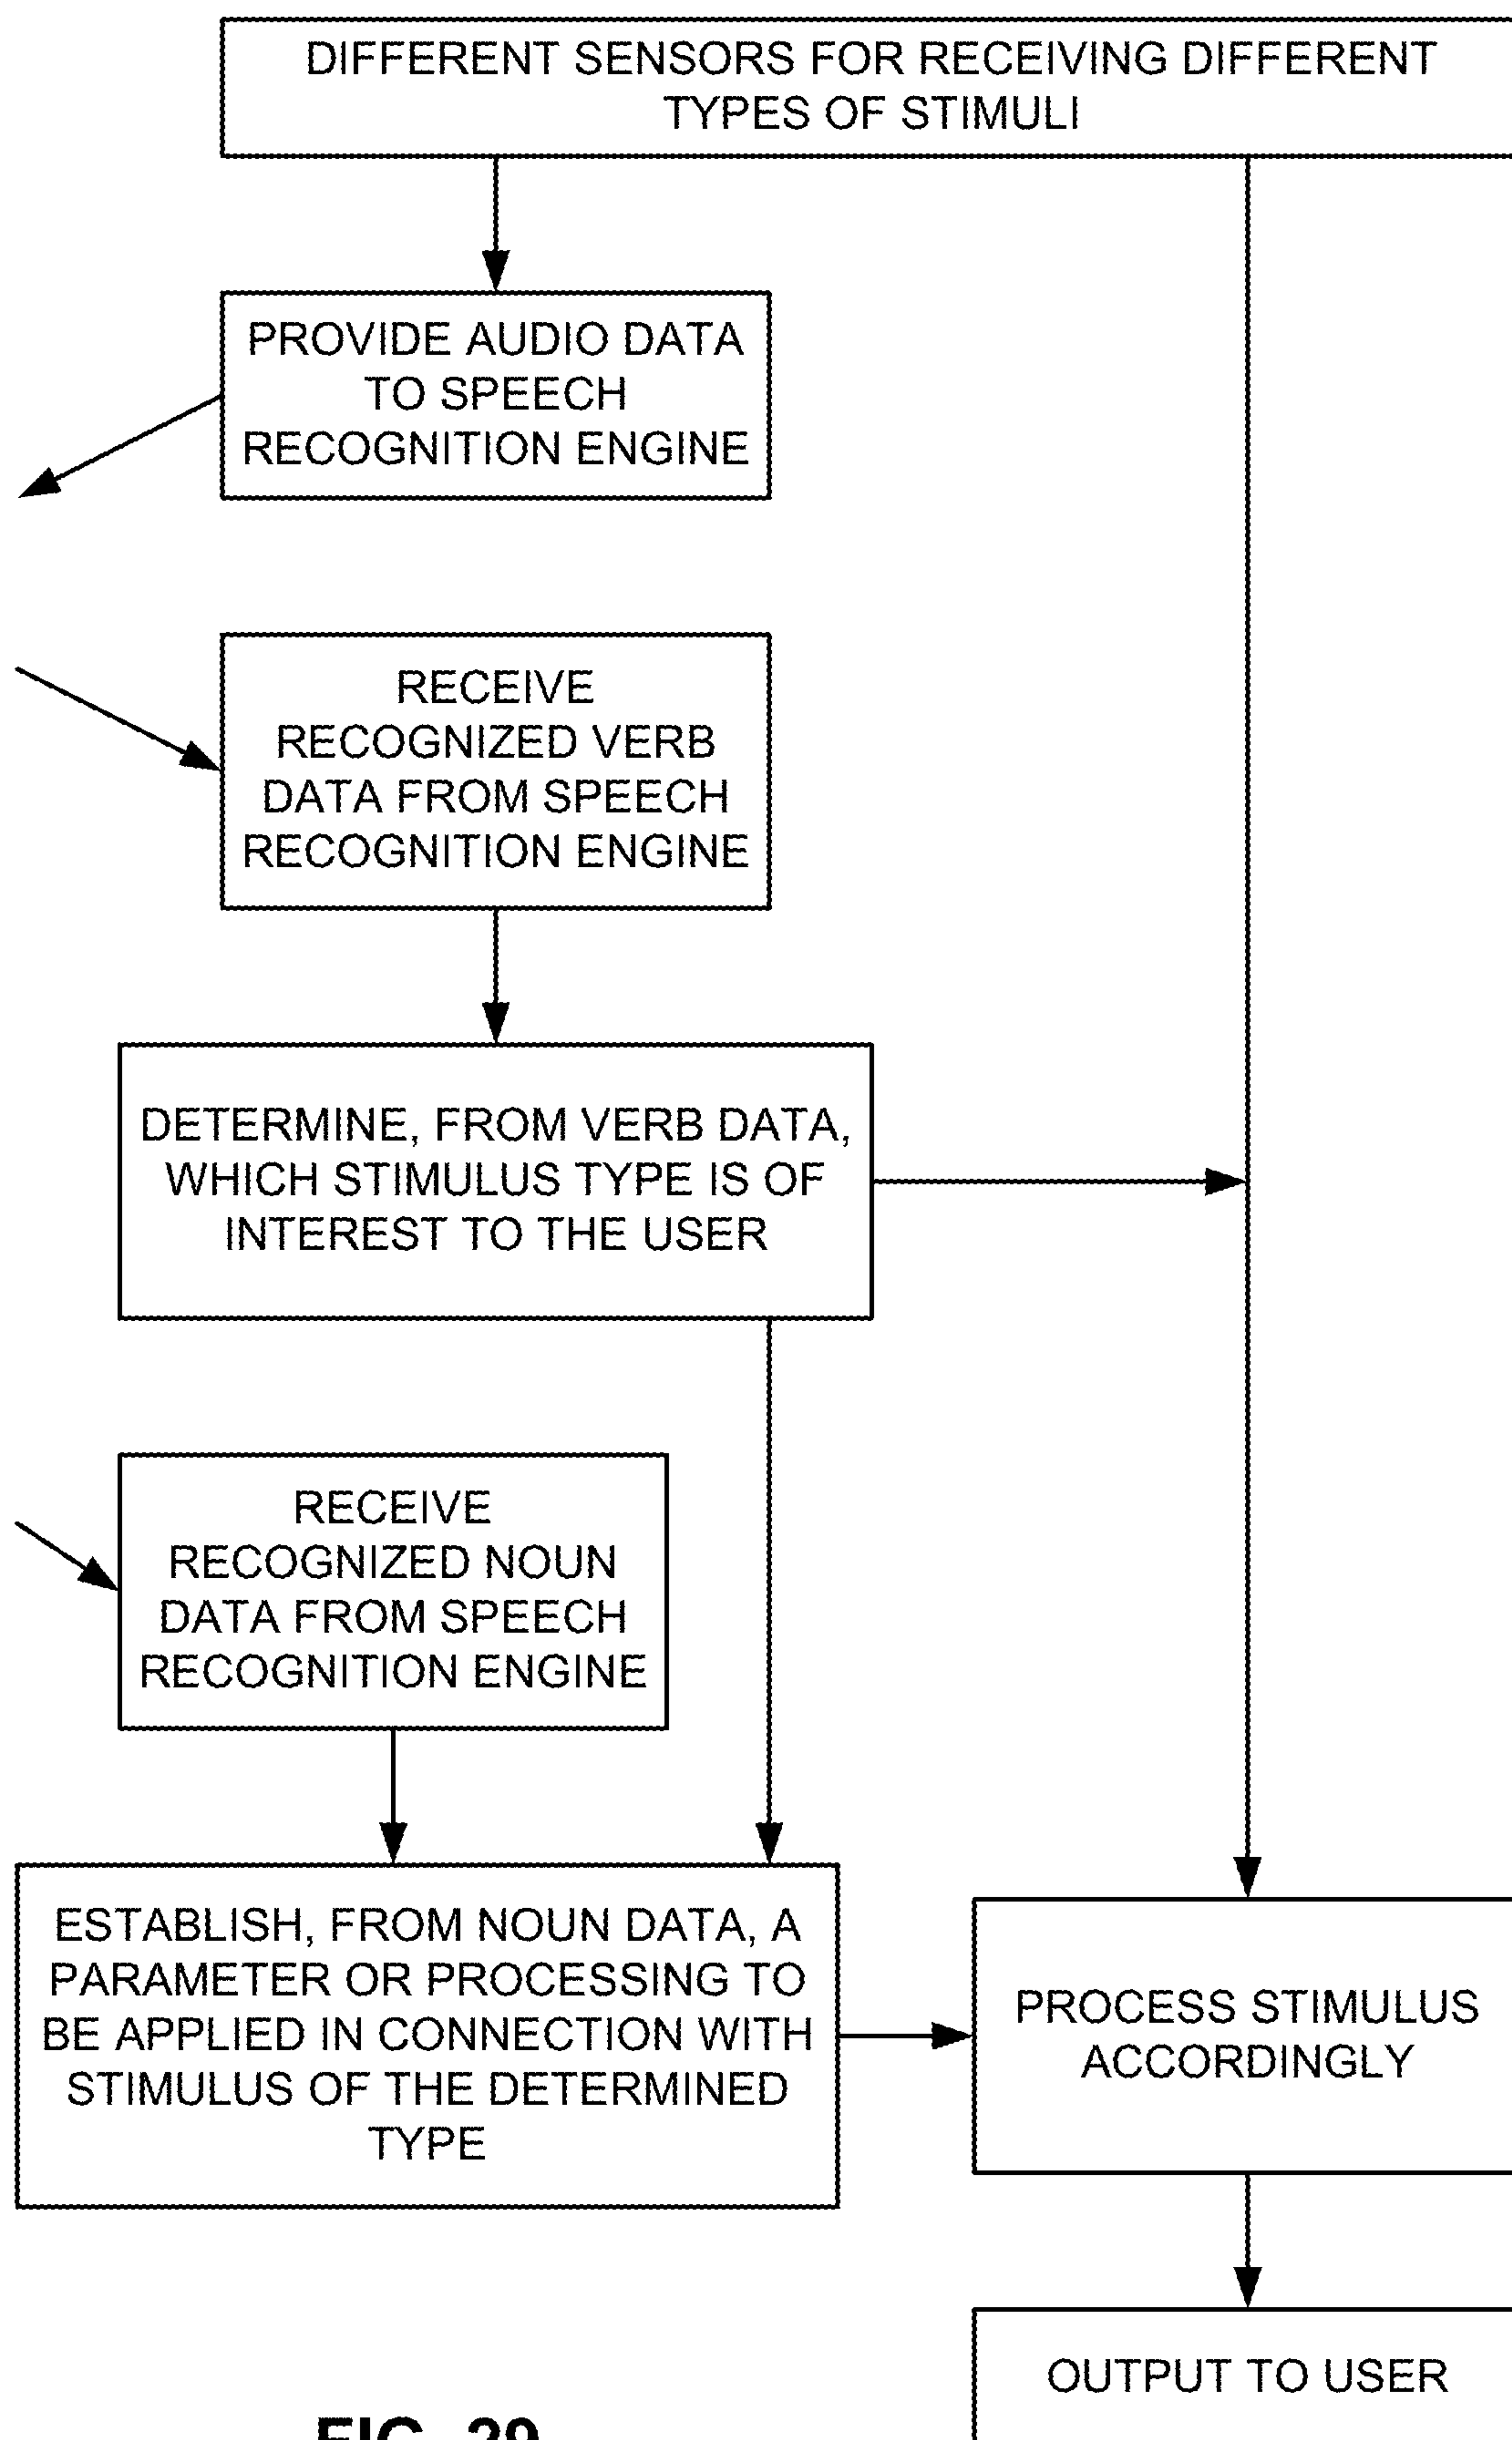 DIFFERENT SENSORS FOR RECEIVING DIFFERENT
TYPES OF STIMULI
PROVIDE AUDIO DATA
TO SPEECH
RECOGNITION ENGINE
RECEIVE
RECOGNIZED VERB
DATA FROM SPEECH
RECOGNITION ENGINE
DETERMINE, FROM VERB DATA,
WHICH STIMULUS TYPE IS OF
INTEREST TO THE USER
RECEIVE
RECOGNIZED NOUN
DATA FROM SPEECH
RECOGNITION ENGINE
ESTABLISH, FROM NOUN DATA, A
PARAMETER OR PROCESSING TO
BE APPLIED IN CONNECTION WITH
STIMULUS OF THE DETERMINED
TYPE
PROCESS STIMULUS
ACCORDINGLY
OUTPUT TO USER
FIG. 29